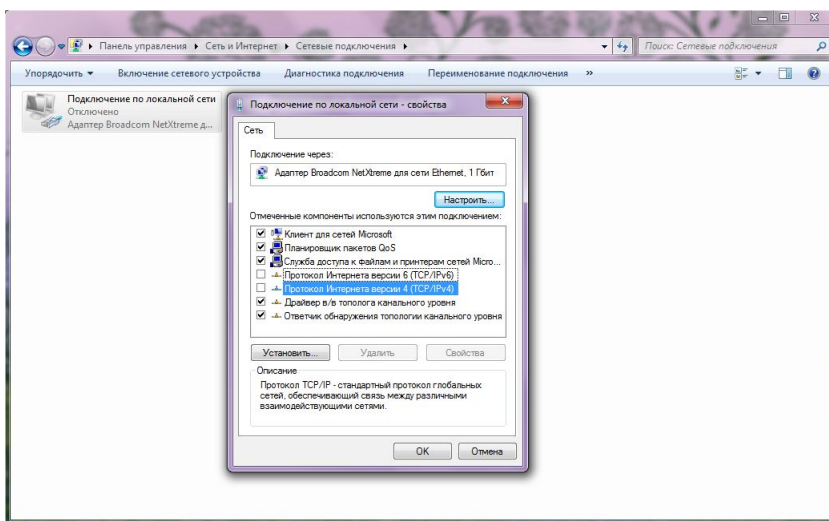 Панель управления ▸ Сеть и Интернет ▸ Сетевые подключения ▸
Поиск: Сетевые подключения
Упорядочить ▾ Включение сетевого устройства Диагностика подключения Переименование подключения »
Подключение по локальной сети
Отключено
Адаптер Broadcom NetXtreme д...
Подключение по локальной сети - свойства
Сеть
Подключение через:
Адаптер Broadcom NetXtreme для сети Ethernet, 1 Гбит
Настроить...
Отмеченные компоненты используются этим подключением:
Клиент для сетей Microsoft
Планировщик пакетов QoS
Служба доступа к файлам и принтерам сетей Micro...
Протокол Интернета версии 6 (TCP/IPv6)
Протокол Интернета версии 4 (TCP/IPv4)
Драйвер в/в тополога канального уровня
Ответчик обнаружения топологии канального уровня
Установить... Удалить Свойства
Описание
Протокол TCP/IP - стандартный протокол глобальных
сетей, обеспечивающий связь между различными
взаимодействующими сетями.
OK Отмена